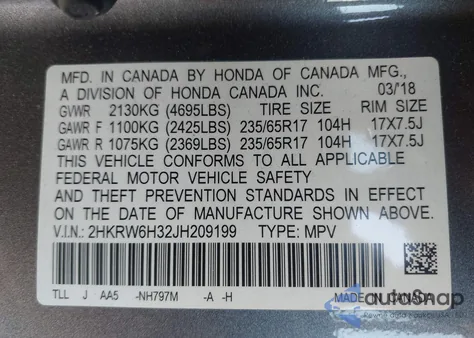 MFD. IN CANADA BY HONDA OF CANADA MFG.,
A DIVISION OF HONDA CANADA INC. 03/18
GVWR 2130KG (4695LBS) TIRE SIZE RIM SIZE
GAWR F 1100KG (2425LBS) 235/65R17 104H 17X7.5J
GAWR R 1075KG (2369LBS) 235/65R17 104H 17X7.5J
THIS VEHICLE CONFORMS TO ALL APPLICABLE
FEDERAL MOTOR VEHICLE SAFETY
AND THEFT PREVENTION STANDARDS IN EFFECT
ON THE DATE OF MANUFACTURE SHOWN ABOVE.
V.I.N.: 2HKRW6H32JH209199 TYPE: MPV
TLL J AA5 -NH797M -A -H MADE IN CANADA
autoSnap